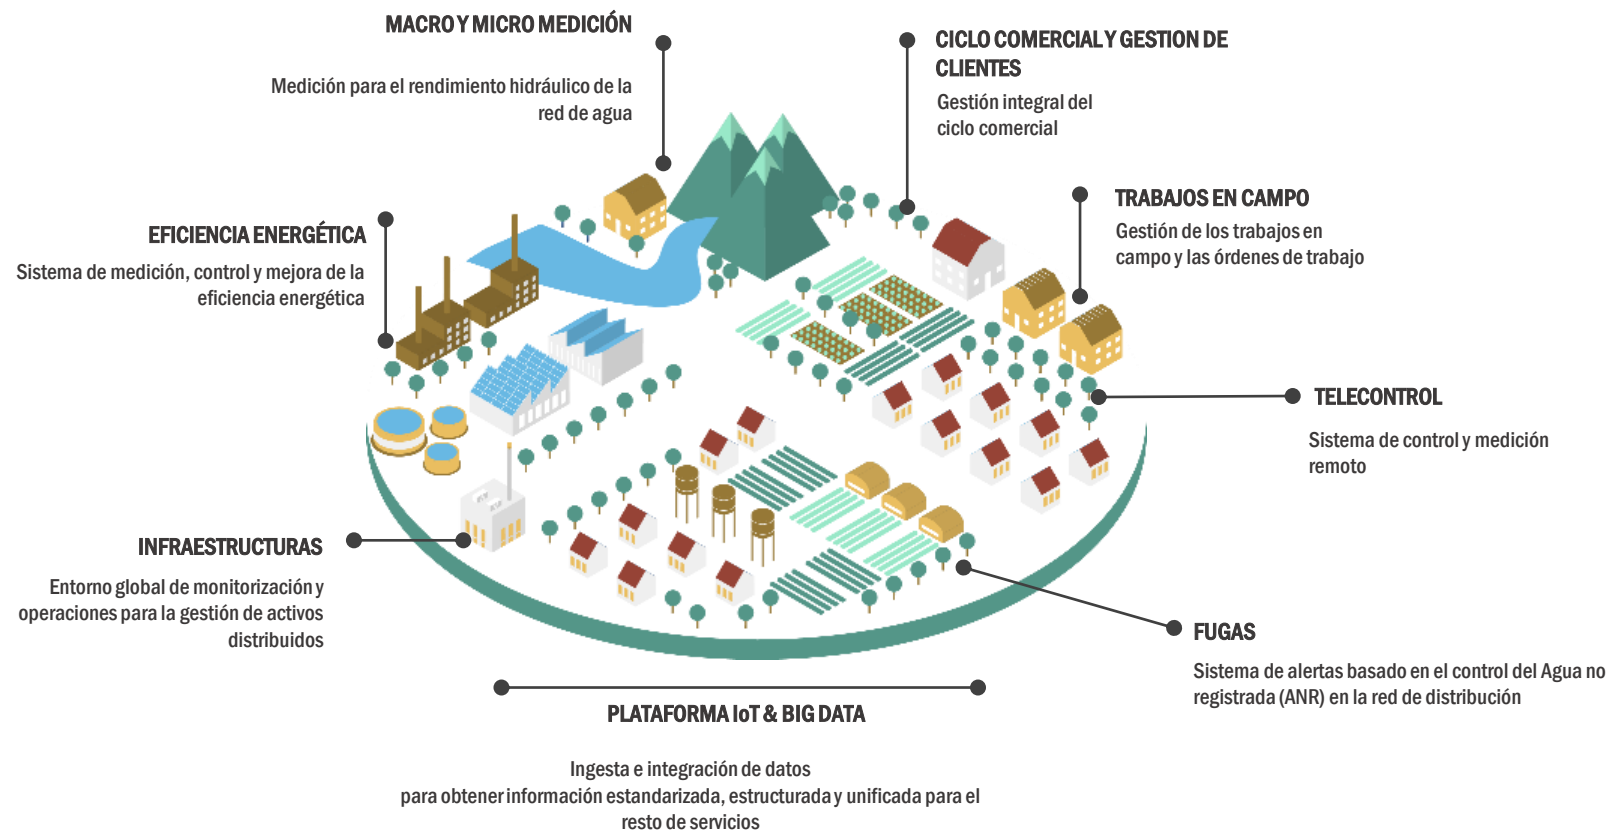 MACRO Y MICRO MEDICIÓN
Medición para el rendimiento hidráulico de la
red de agua
CICLO COMERCIAL Y GESTION DE
CLIENTES
Gestión integral del
ciclo comercial
TRABAJOS EN CAMPO
Gestión de los trabajos en
campo y las órdenes de trabajo
EFICIENCIA ENERGÉTICA
Sistema de medición, control y mejora de la
eficiencia energética
TELECONTROL
Sistema de control y medición
remoto
INFRAESTRUCTURAS
Entorno global de monitorización y
operaciones para la gestión de activos
distribuidos
FUGAS
Sistema de alertas basado en el control del Agua no
registrada (ANR) en la red de distribución
PLATAFORMA IoT & BIG DATA
Ingesta e integración de datos
para obtener información estandarizada, estructurada y unificada para el
resto de servicios